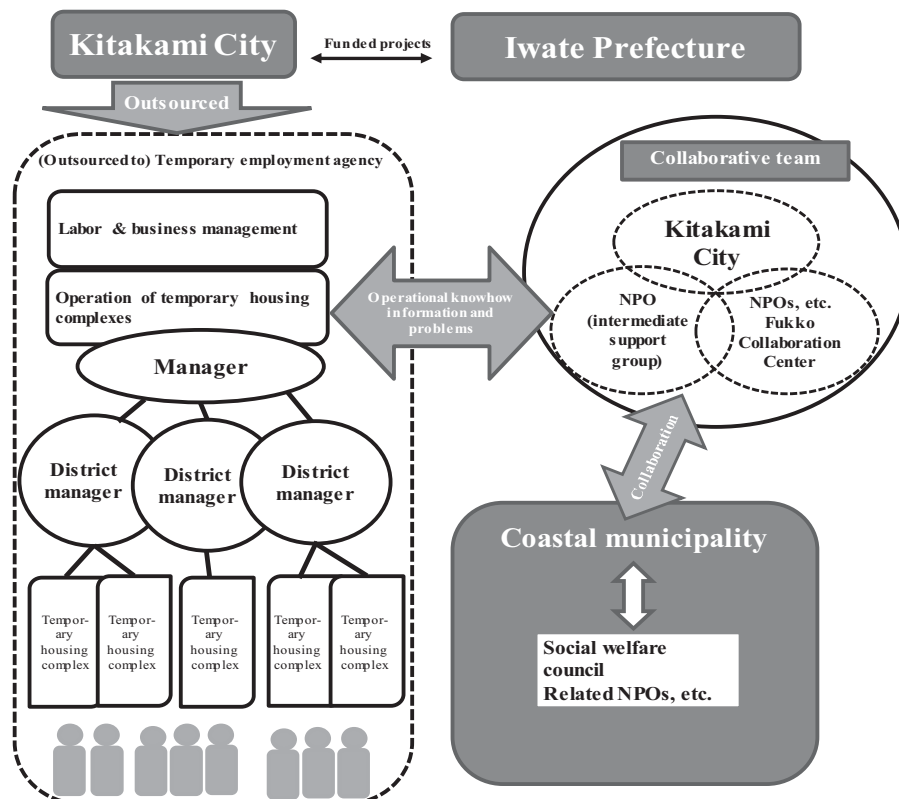 Kitakami City
Funded projects
Iwate Prefecture
Outsourced
(Outsourced to) Temporary employment agency
Labor & business management
Operation of temporary housing
complexes
Manager
District
manager
District
manager
District
manager
Tempor-
ary
housing
complex
Tempor-
ary
housing
complex
Tempor-
ary
housing
complex
Tempor-
ary
housing
complex
Tempor-
ary
housing
complex
Operational knowhow
information and
problems
Collaborative team
Kitakami
City
NPO
(intermediate
support
group)
NPOs, etc.
Fukko
Collaboration
Center
Collaboration
Coastal municipality
Social welfare
council
Related NPOs, etc.